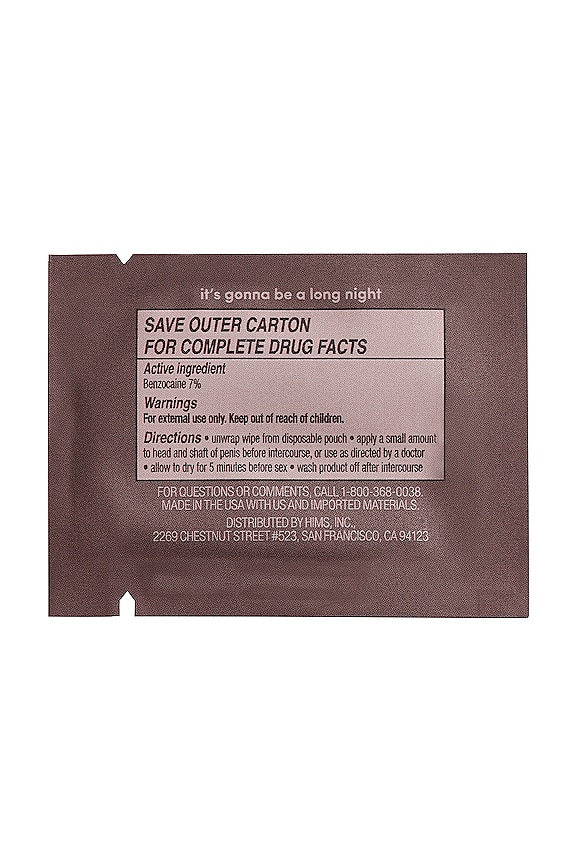 it's gonna be a long night
SAVE OUTER CARTON
FOR COMPLETE DRUG FACTS
Active ingredient
Benzocaine 7%
Warnings
For external use only. Keep out of reach of children.
Directions • unwrap wipe from disposable pouch • apply a small amount
to head and shaft of penis before intercourse, or use as directed by a doctor
• allow to dry for 5 minutes before sex • wash product off after intercourse
FOR QUESTIONS OR COMMENTS, CALL 1-800-368-0038.
MADE IN THE USA WITH US AND IMPORTED MATERIALS.
DISTRIBUTED BY HIMS, INC.,
2269 CHESTNUT STREET #523, SAN FRANCISCO, CA 94123